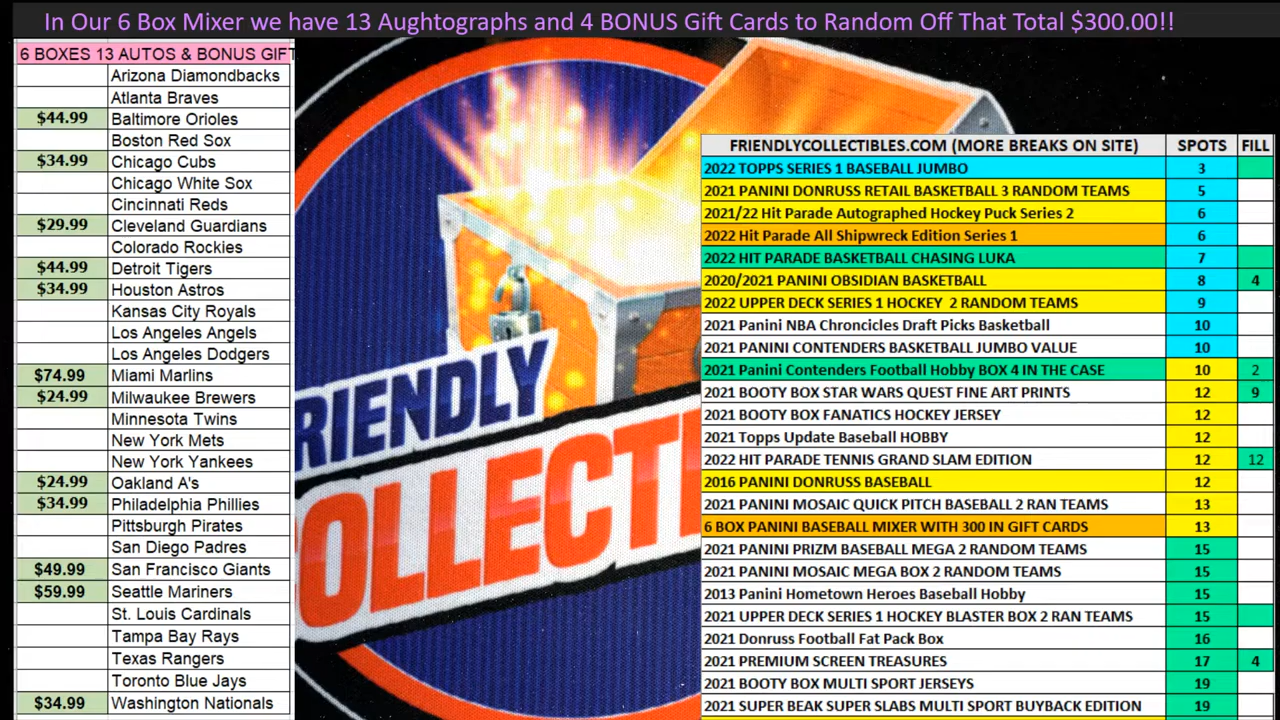 In Our 6 Box Mixer we have 13 Aughtographs and 4 BONUS Gift Cards to Random Off That Total $300.00!!
6 BOXES 13 AUTOS & BONUS GIFT
Arizona Diamondbacks
Atlanta Braves
$44.99 Baltimore Orioles
Boston Red Sox
$34.99 Chicago Cubs
Chicago White Sox
Cincinnati Reds
$29.99 Cleveland Guardians
Colorado Rockies
$44.99 Detroit Tigers
$34.99 Houston Astros
Kansas City Royals
Los Angeles Angels
Los Angeles Dodgers
$74.99 Miami Marlins
$24.99 Milwaukee Brewers
Minnesota Twins
New York Mets
New York Yankees
$24.99 Oakland A's
$34.99 Philadelphia Phillies
Pittsburgh Pirates
San Diego Padres
$49.99 San Francisco Giants
$59.99 Seattle Mariners
St. Louis Cardinals
Tampa Bay Rays
Texas Rangers
Toronto Blue Jays
$34.99 Washington Nationals
RIENDLY
OLLECTI
FRIENDLYCOLLECTIBLES.COM (MORE BREAKS ON SITE) SPOTS FILL
2022 TOPPS SERIES 1 BASEBALL JUMBO 3
2021 PANINI DONRUSS RETAIL BASKETBALL 3 RANDOM TEAMS 5
2021/22 Hit Parade Autographed Hockey Puck Series 2 6
2022 Hit Parade All Shipwreck Edition Series 1 6
2022 HIT PARADE BASKETBALL CHASING LUKA 7
2020/2021 PANINI OBSIDIAN BASKETBALL 8 4
2022 UPPER DECK SERIES 1 HOCKEY 2 RANDOM TEAMS 9
2021 Panini NBA Chroncicles Draft Picks Basketball 10
2021 PANINI CONTENDERS BASKETBALL JUMBO VALUE 10
2021 Panini Contenders Football Hobby BOX 4 IN THE CASE 10 2
2021 BOOTY BOX STAR WARS QUEST FINE ART PRINTS 12 9
2021 BOOTY BOX FANATICS HOCKEY JERSEY 12
2021 Topps Update Baseball HOBBY 12
2022 HIT PARADE TENNIS GRAND SLAM EDITION 12 12
2016 PANINI DONRUSS BASEBALL 12
2021 PANINI MOSAIC QUICK PITCH BASEBALL 2 RAN TEAMS 13
6 BOX PANINI BASEBALL MIXER WITH 300 IN GIFT CARDS 13
2021 PANINI PRIZM BASEBALL MEGA 2 RANDOM TEAMS 15
2021 PANINI MOSAIC MEGA BOX 2 RANDOM TEAMS 15
2013 Panini Hometown Heroes Baseball Hobby 15
2021 UPPER DECK SERIES 1 HOCKEY BLASTER BOX 2 RAN TEAMS 15
2021 Donruss Football Fat Pack Box 16
2021 PREMIUM SCREEN TREASURES 17 4
2021 BOOTY BOX MULTI SPORT JERSEYS 19
2021 SUPER BEAK SUPER SLABS MULTI SPORT BUYBACK EDITION 19